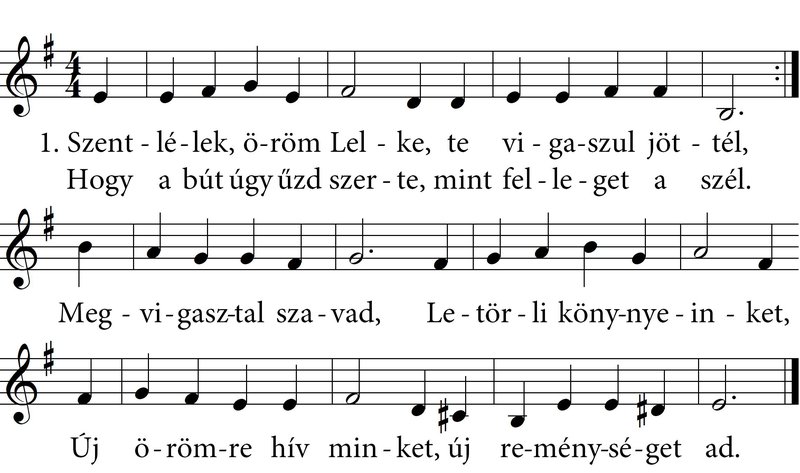 1. Szent - lé - lek, ö - röm Lel - ke, te vi - ga - szul jöt - tél,
Hogy a bút úgy űzd szer - te, mint fel - le - get a szél.
Meg - vi - gasz - tal sza - vad, Le - tör - li köny - nye - in - ket,
Új ö - röm - re hív min - ket, új re - mény - sé - get ad.